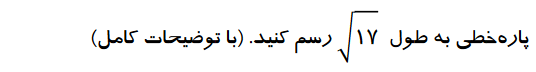 پاره‌خطی به طول √۱۷ رسم کنید. (با توضیحات کامل)